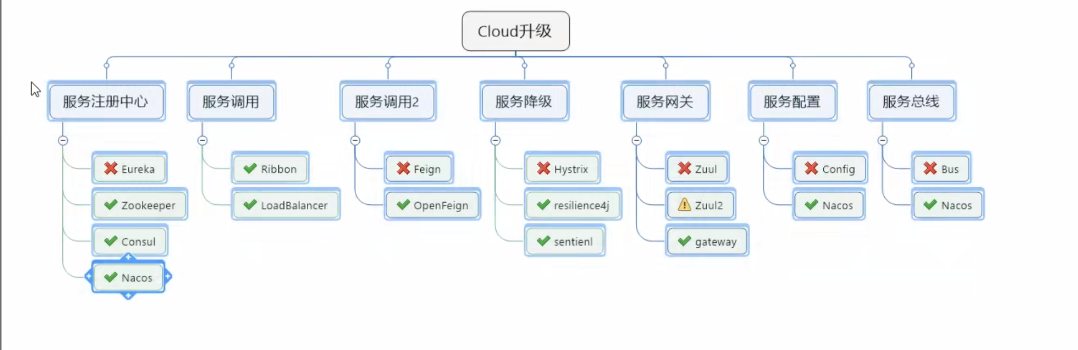 Cloud升级
服务注册中心
服务调用
服务调用2
服务降级
服务网关
服务配置
服务总线
Eureka
Ribbon
Feign
Hystrix
Zuul
Config
Bus
Zookeeper
LoadBalancer
OpenFeign
resilience4j
Zuul2
Nacos
Nacos
Consul
sentienl
gateway
Nacos